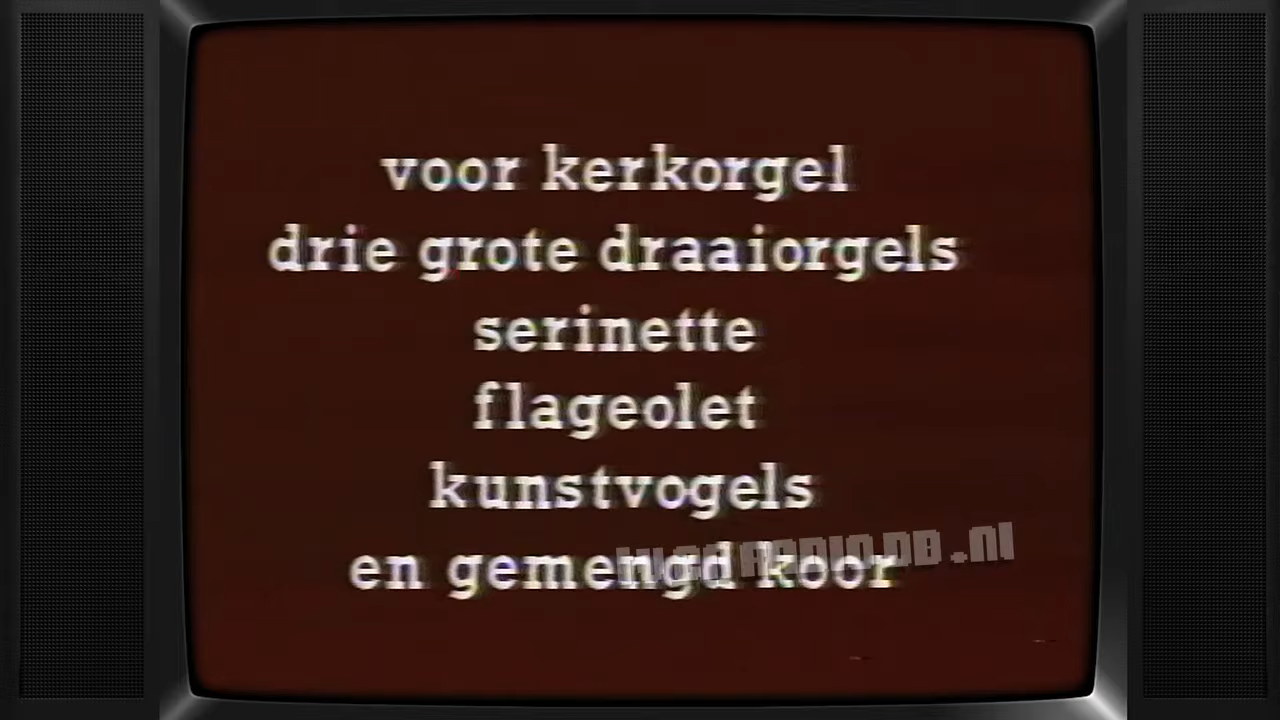 voor kerkorgel
drie grote draaiorgels
serinette
flageolet
kunstvogels
en gemengd koor